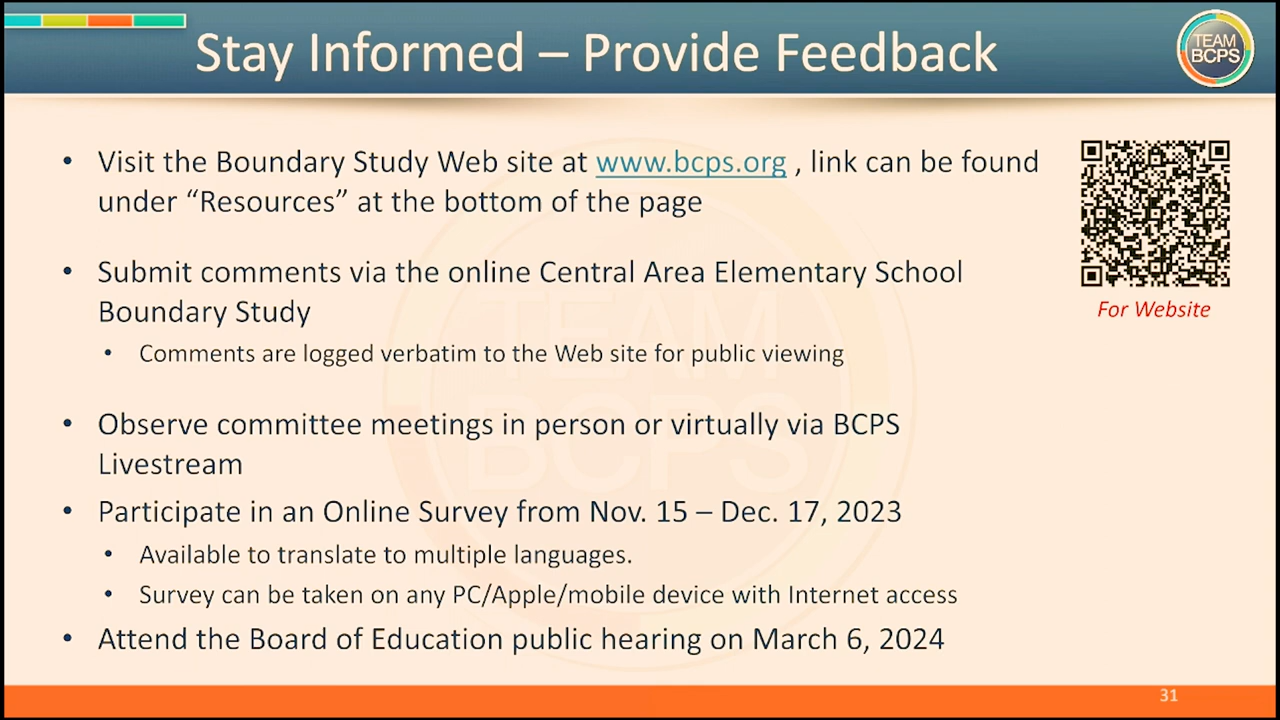 Stay Informed – Provide Feedback
TEAM
BCPS
• Visit the Boundary Study Web site at www.bcps.org , link can be found
under “Resources” at the bottom of the page
• Submit comments via the online Central Area Elementary School
Boundary Study
• Comments are logged verbatim to the Web site for public viewing
• Observe committee meetings in person or virtually via BCPS
Livestream
• Participate in an Online Survey from Nov. 15 – Dec. 17, 2023
• Available to translate to multiple languages.
• Survey can be taken on any PC/Apple/mobile device with Internet access
• Attend the Board of Education public hearing on March 6, 2024
For Website
TEAM
BCPS
31